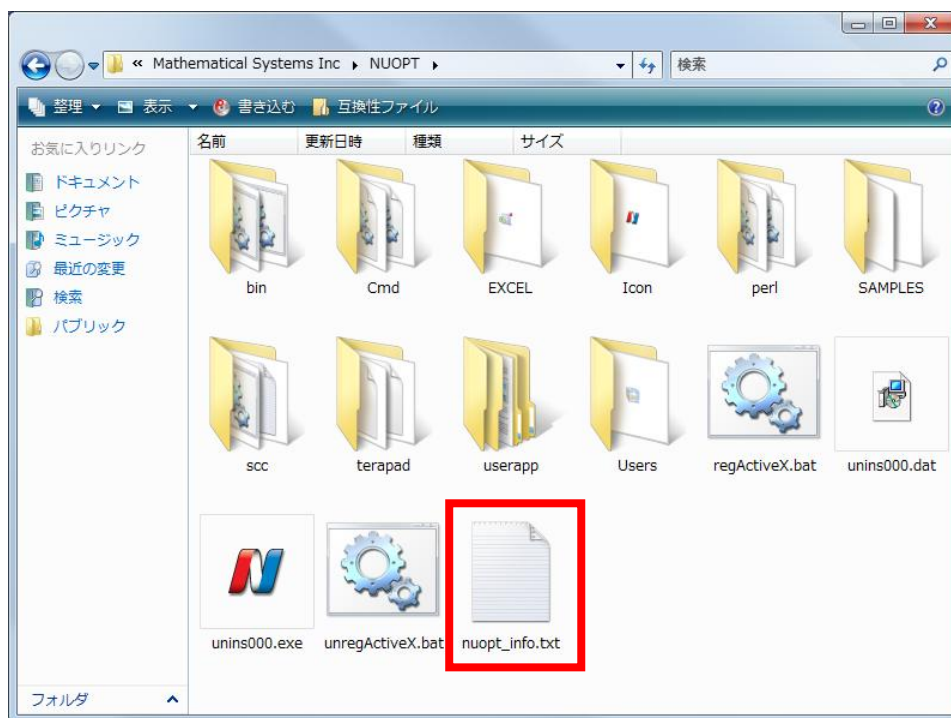 « Mathematical Systems Inc ▸ NUOPT ▸ 検索
整理 表示 書き込む 互換性ファイル
お気に入りリンク
ドキュメント
ピクチャ
ミュージック
最近の変更
検索
パブリック
フォルダ
名前 更新日時 種類 サイズ
bin Cmd EXCEL Icon perl SAMPLES
scc terapad userapp Users regActiveX.bat unins000.dat
unins000.exe unregActiveX.bat nuopt_info.txt